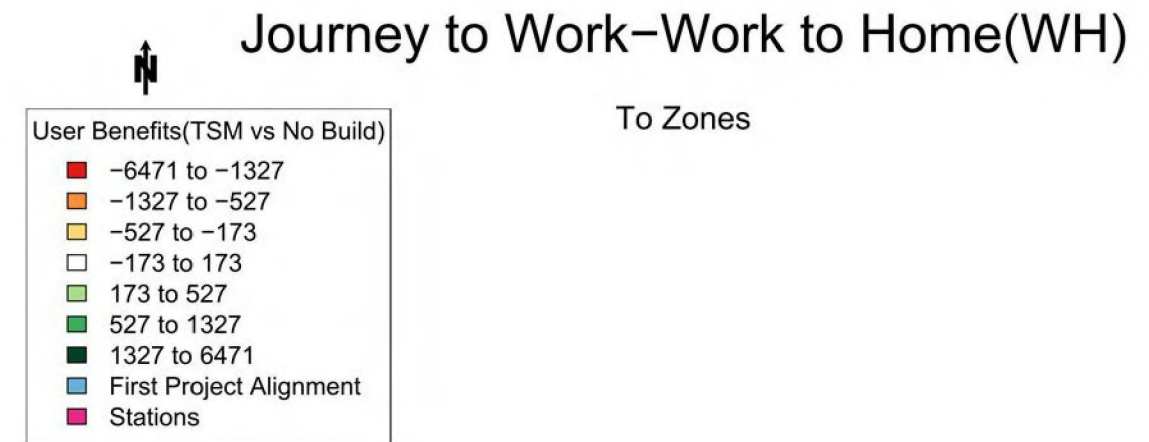 Journey to Work−Work to Home(WH)
N
To Zones
User Benefits(TSM vs No Build)
−6471 to −1327
−1327 to −527
−527 to −173
−173 to 173
173 to 527
527 to 1327
1327 to 6471
First Project Alignment
Stations